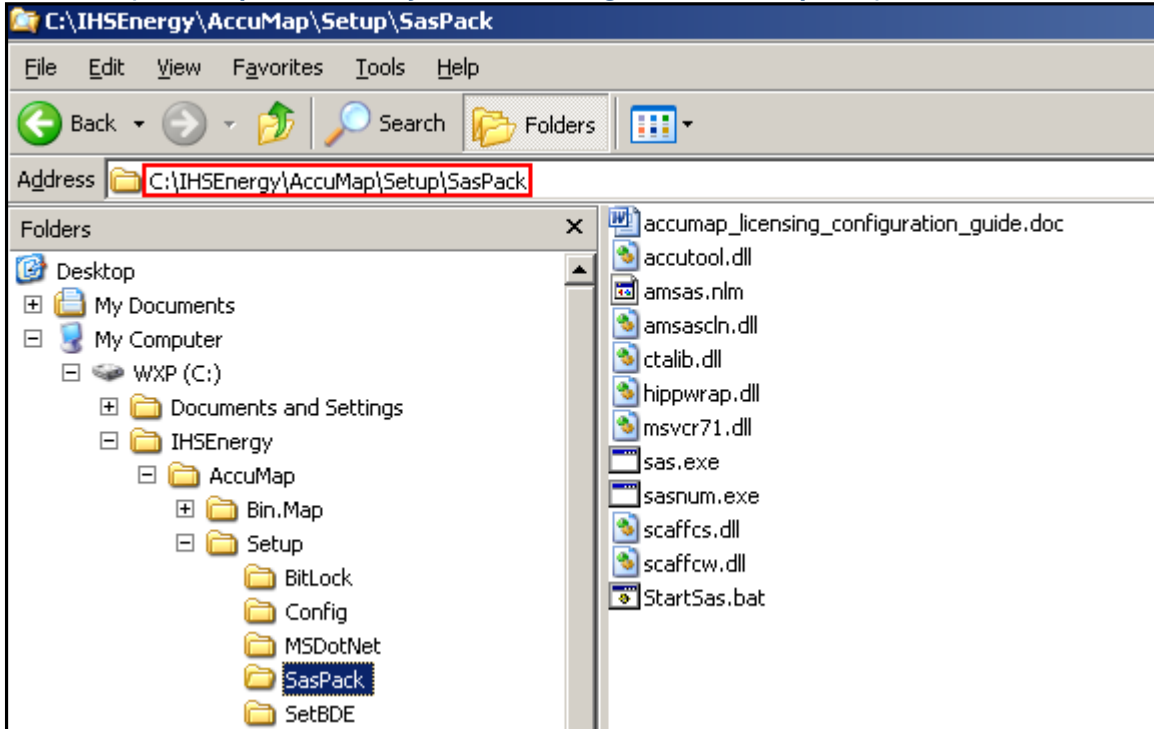 C:\IHSEnergy\AccuMap\Setup\SasPack
File Edit View Favorites Tools Help
Back Search Folders
Address C:\IHSEnergy\AccuMap\Setup\SasPack
Folders
Desktop
My Documents
My Computer
WXP (C:)
Documents and Settings
IHSEnergy
AccuMap
Bin.Map
Setup
BitLock
Config
MSDotNet
SasPack
SetBDE
accumap_licensing_configuration_guide.doc
accutool.dll
amsas.nlm
amsascln.dll
ctalib.dll
hippwrap.dll
msvcr71.dll
sas.exe
sasnum.exe
scaffcs.dll
scaffcw.dll
StartSas.bat